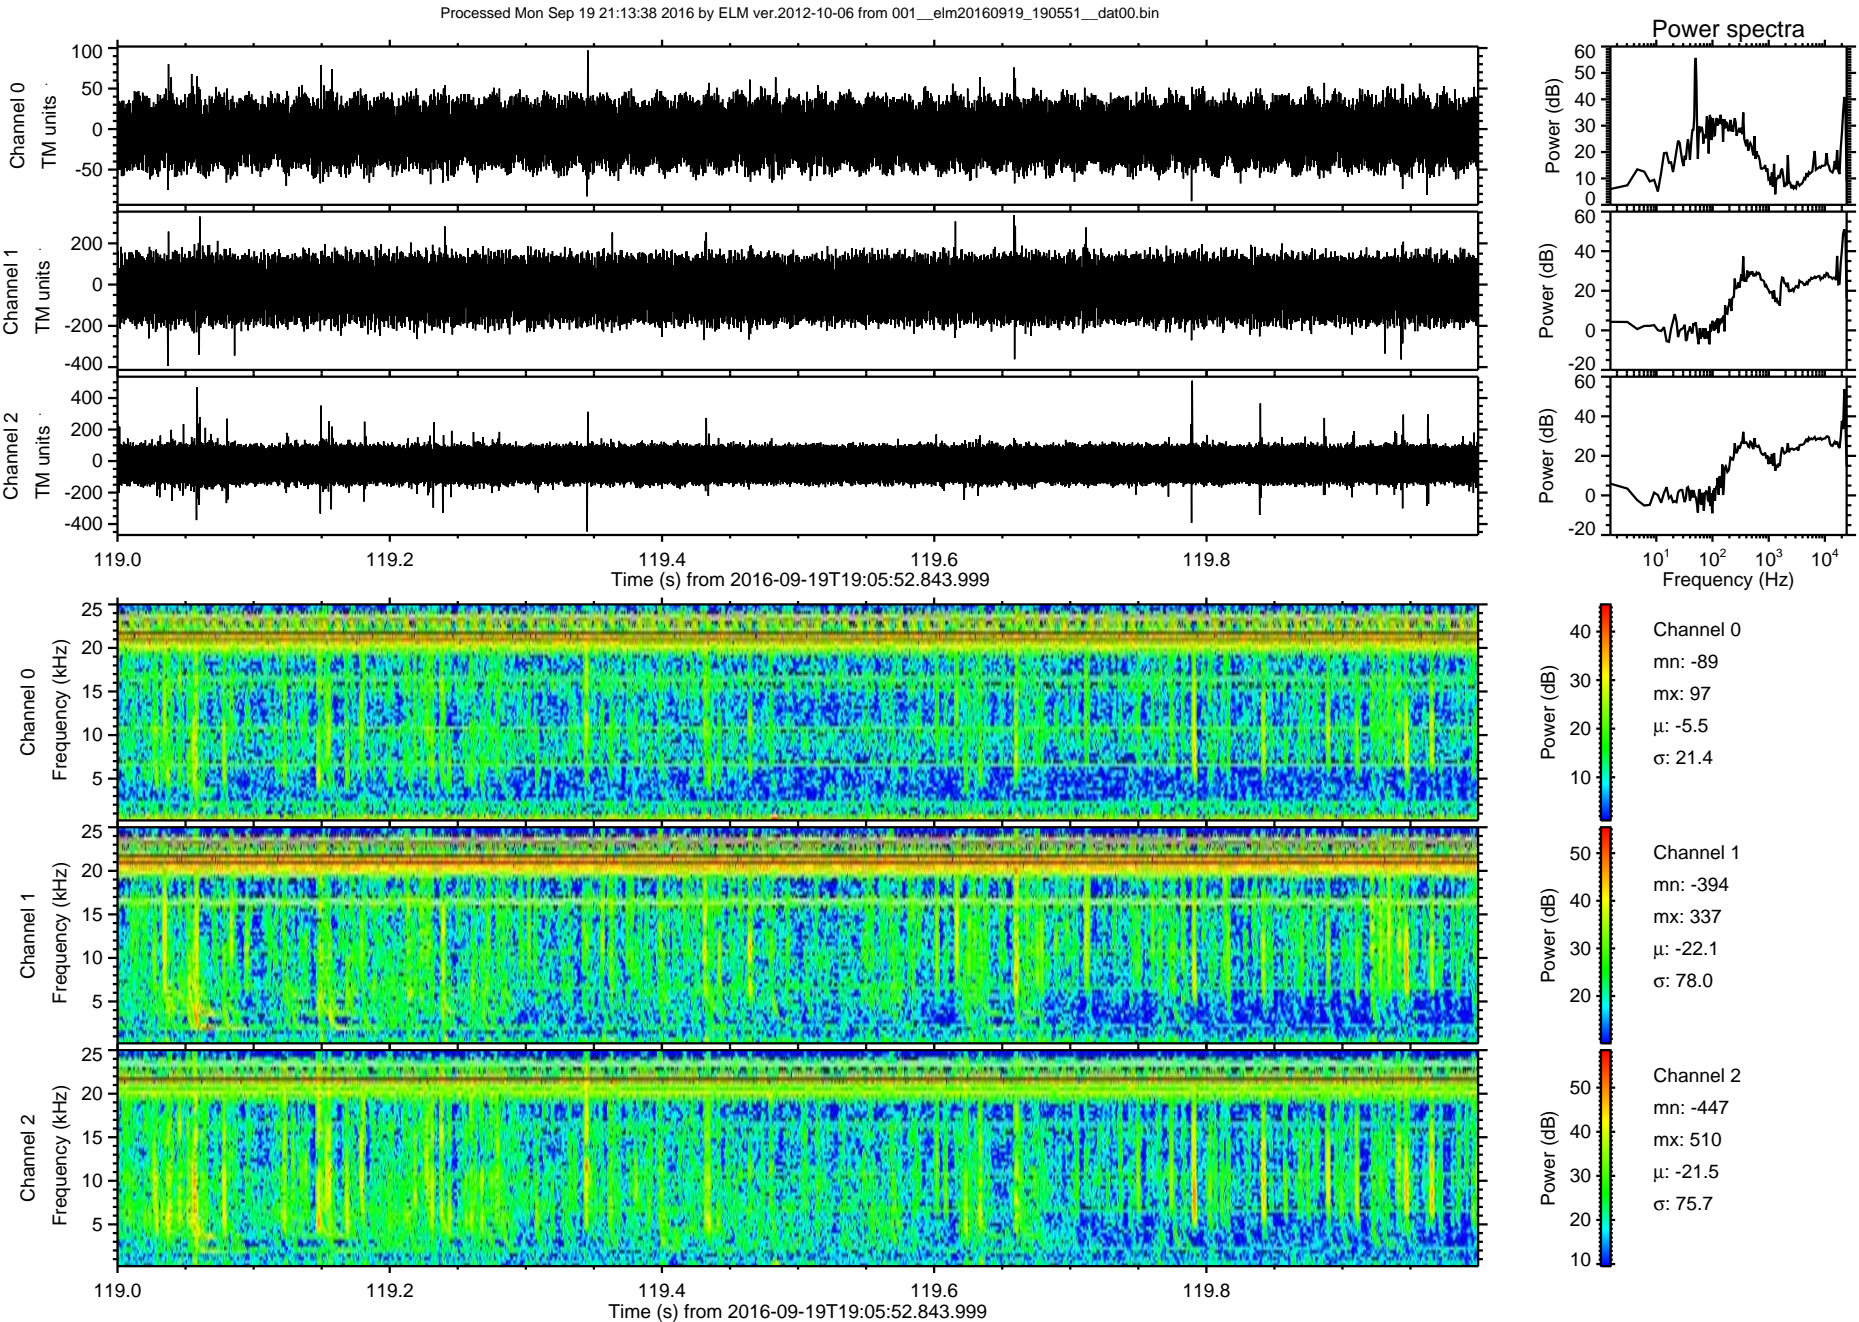 Processed Mon Sep 19 21:13:38 2016 by ELM ver.2012-10-06 from 001__elm20160919_190551__dat00.bin
Power spectra
Channel 0
TM units
100
50
0
-50
Power (dB)
60
50
40
30
20
10
0
Channel 1
TM units
200
0
-200
-400
Power (dB)
60
40
20
0
-20
Channel 2
TM units
400
200
0
-200
-400
Power (dB)
60
40
20
0
-20
119.0 119.2 119.4 119.6 119.8
Time (s) from 2016-09-19T19:05:52.843.999
10^1 10^2 10^3 10^4
Frequency (Hz)
Channel 0
Frequency (kHz)
25
20
15
10
5
Power (dB)
40
30
20
10
Channel 0
mn: -89
mx: 97
μ: -5.5
σ: 21.4
Channel 1
Frequency (kHz)
25
20
15
10
5
Power (dB)
50
40
30
20
Channel 1
mn: -394
mx: 337
μ: -22.1
σ: 78.0
Channel 2
Frequency (kHz)
25
20
15
10
5
Power (dB)
50
40
30
20
10
Channel 2
mn: -447
mx: 510
μ: -21.5
σ: 75.7
119.0 119.2 119.4 119.6 119.8
Time (s) from 2016-09-19T19:05:52.843.999